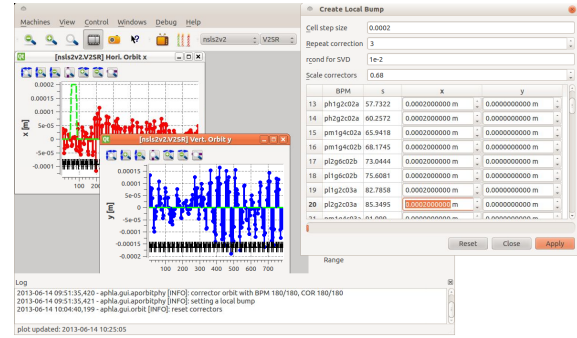 Machines View Control Windows Debug Help
nsls2v2 V2SR
[nsls2v2.V2SR] Hori. Orbit x
0.0002
0.00015
0.0001
5e-05
0
-5e-05
-0.0001
x [m]
100
[nsls2v2.V2SR] Vert. Orbit y
0.00015
0.0001
5e-05
0
-5e-05
-0.0001
-0.00015
-0.0002
y [m]
100 200 300 400 500 600 700
Range
Log
2013-06-14 09:51:35,420 - aphla.gui.aporbitphy [INFO]: corrector orbit with BPM 180/180, COR 180/180
2013-06-14 09:51:35,421 - aphla.gui.aporbitphy [INFO]: setting a local bump
2013-06-14 10:04:40,199 - aphla.gui.orbit [INFO]: reset correctors
plot updated: 2013-06-14 10:25:05
Create Local Bump
Cell step size 0.0002
Repeat correction 3
rcond for SVD 1e-2
Scale correctors 0.68
BPM s x y
13 ph1g2c02a 57.7322 0.0002000000 m 0.0000000000 m
14 ph2g2c02a 60.2572 0.0002000000 m 0.0000000000 m
15 pm1g4c02a 65.9418 0.0002000000 m 0.0000000000 m
16 pm1g4c02b 68.1745 0.0002000000 m 0.0000000000 m
17 pl2g6c02b 73.0444 0.0002000000 m 0.0000000000 m
18 pl1g6c02b 75.6081 0.0002000000 m 0.0000000000 m
19 pl1g2c03a 82.7858 0.0002000000 m 0.0000000000 m
20 pl2g2c03a 85.3495 0.0002000000 m 0.0000000000 m
Reset Close Apply